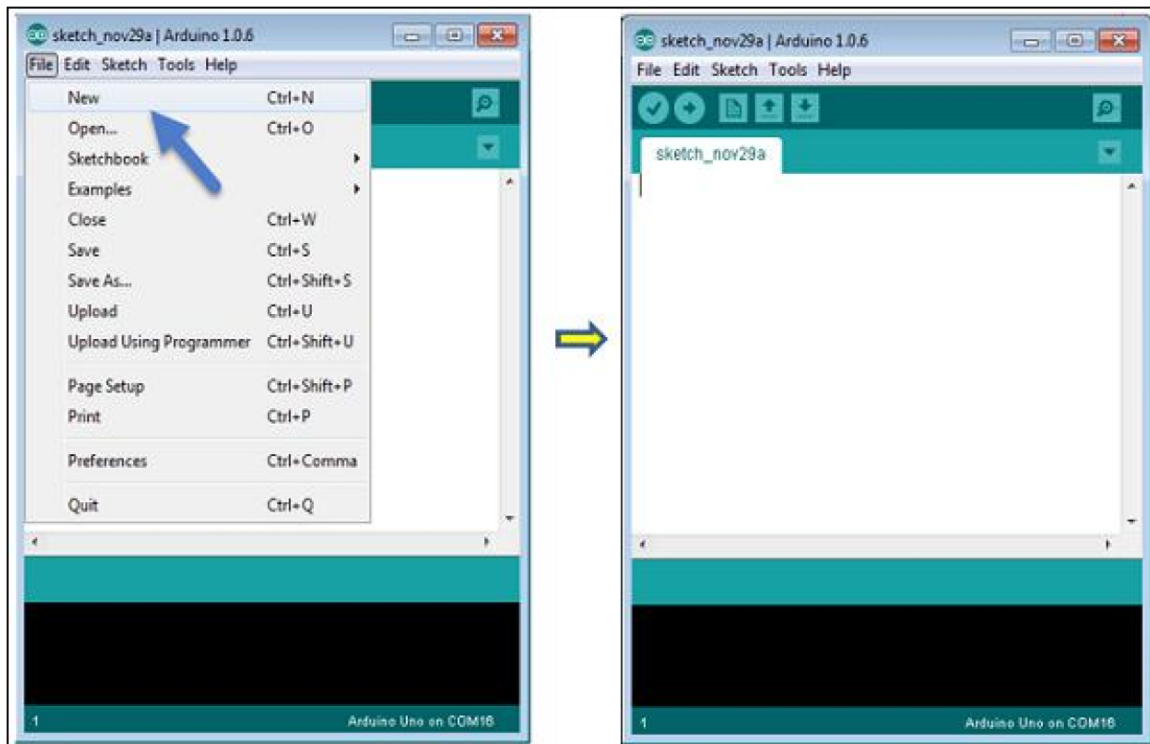 sketch_nov29a | Arduino 1.0.6
File Edit Sketch Tools Help
New Ctrl+N
Open... Ctrl+O
Sketchbook
Examples
Close Ctrl+W
Save Ctrl+S
Save As... Ctrl+Shift+S
Upload Ctrl+U
Upload Using Programmer Ctrl+Shift+U
Page Setup Ctrl+Shift+P
Print Ctrl+P
Preferences Ctrl+Comma
Quit Ctrl+Q
1 Arduino Uno on COM16
sketch_nov29a | Arduino 1.0.6
File Edit Sketch Tools Help
sketch_nov29a
1 Arduino Uno on COM16